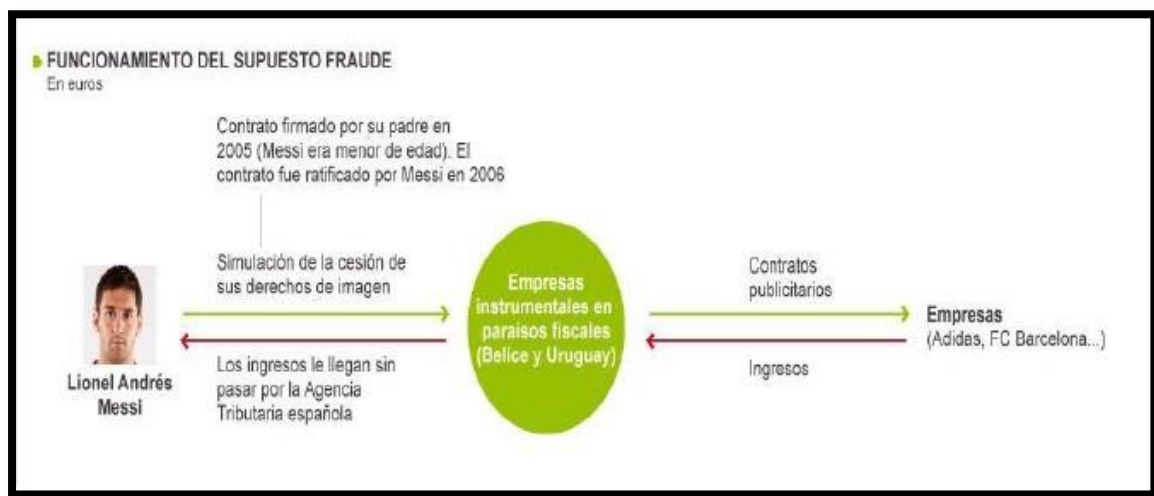 FUNCIONAMIENTO DEL SUPUESTO FRAUDE
En euros
Contrato firmado por su padre en
2005 (Messi era menor de edad). El
contrato fue ratificado por Messi en 2006
Simulación de la cesión de
sus derechos de imagen
Los ingresos le llegan sin
pasar por la Agencia
Tributaria española
Lionel Andrés
Messi
Empresas
instrumentales en
paraisos fiscales
(Belice y Uruguay)
Contratos
publicitarios
Ingresos
Empresas
(Adidas, FC Barcelona...)